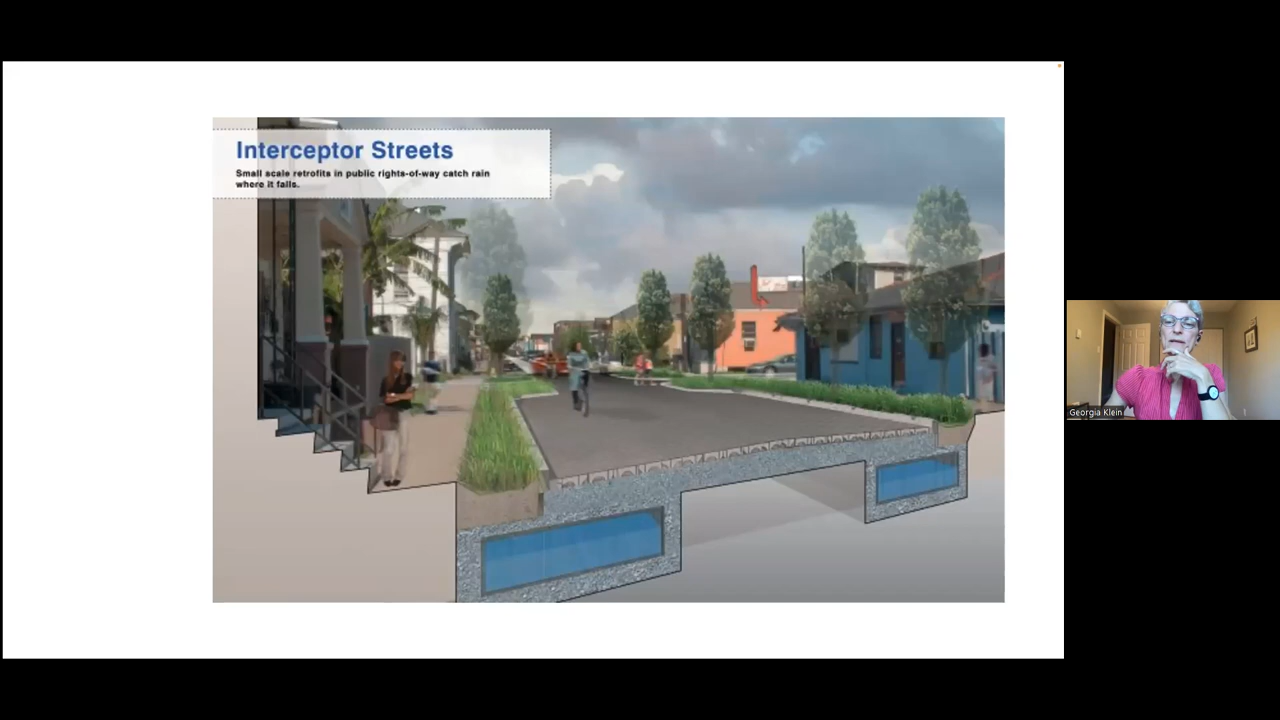 Interceptor Streets
Small scale retrofits in public rights-of-way catch rain
where it falls.
Georgia Klein